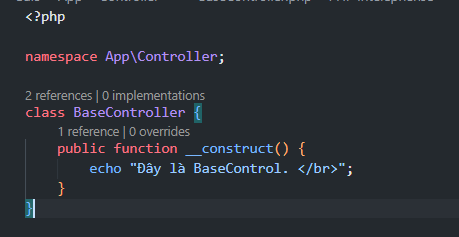 <?php
namespace App\Controller;
2 references | 0 implementations
class BaseController {
1 reference | 0 overrides
public function __construct() {
echo "Đây là BaseControl. </br>";
}
}